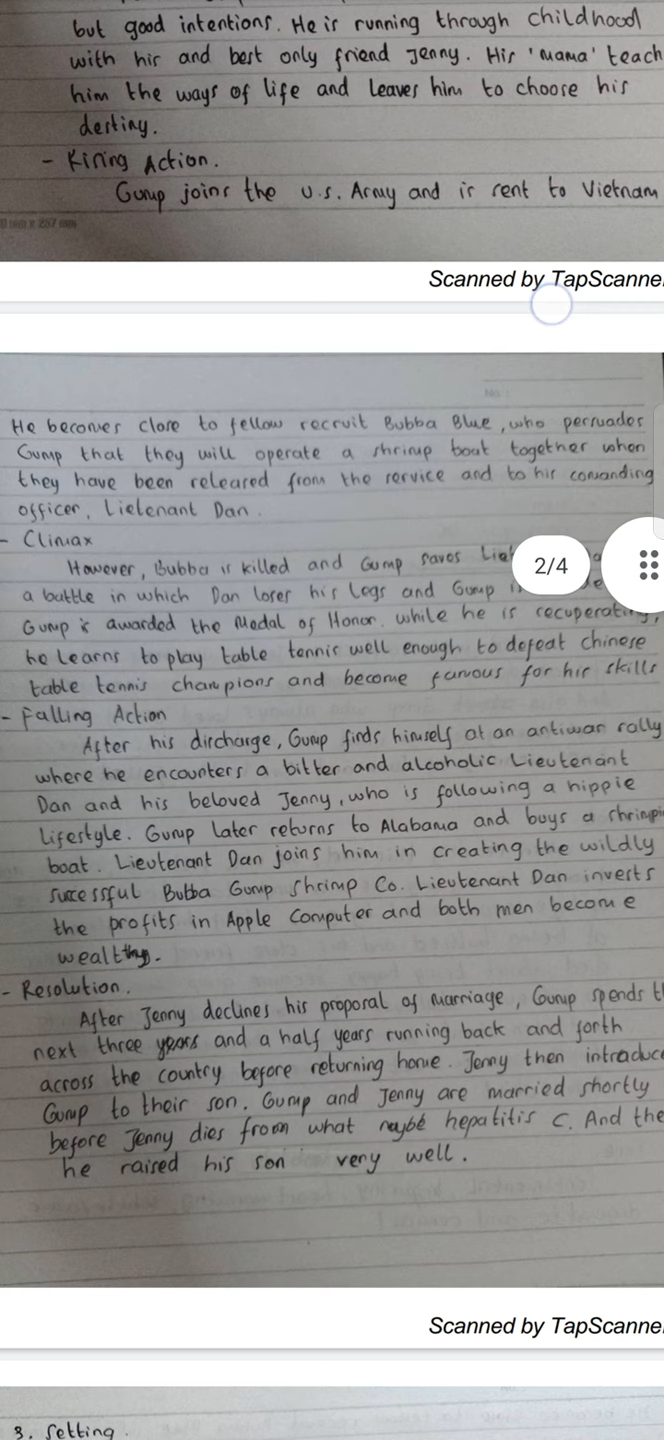 but good intentions. He is running through childhood
with his and best only friend Jenny. His 'Mama' teach
him the ways of life and leaves him to choose his
destiny.
- Rising Action.
Gump joins the U.S. Army and is sent to Vietnam
x 257 mm
Scanned by TapScanne
No:
He becomes close to fellow recruit Bubba Blue, who persuades
Gump that they will operate a shrimp boat together when
they have been released from the service and to his comanding
officer, Lietenant Dan.
- Climax
However, Bubba is killed and Gump saves
2/4
a battle in which Dan loses his legs and Gump
Gump is awarded the Medal of Honor. while he is recuperating,
he learns to play table tennis well enough to defeat chinese
table tennis champions and become famous for his skills
- Falling Action
After his discharge, Gump finds himself at an antiwar rally
where he encounters a bitter and alcoholic Lieutenant
Dan and his beloved Jenny, who is following a hippie
lifestyle. Gump later returns to Alabama and buys a shrimpi
boat. Lieutenant Dan joins him in creating the wildly
successful Bubba Gump Shrimp Co. Lieutenant Dan invests
the profits in Apple Computer and both men become
wealthy.
- Resolution.
After Jenny declines his proposal of marriage, Gump spends th
next three years and a half years running back and forth
across the country before returning home. Jenny then introduce
Gump to their son. Gump and Jenny are married shortly
before Jenny dies from what maybe hepatitis C. And the
he raised his son very well.
Scanned by TapScanne
3. Setting.